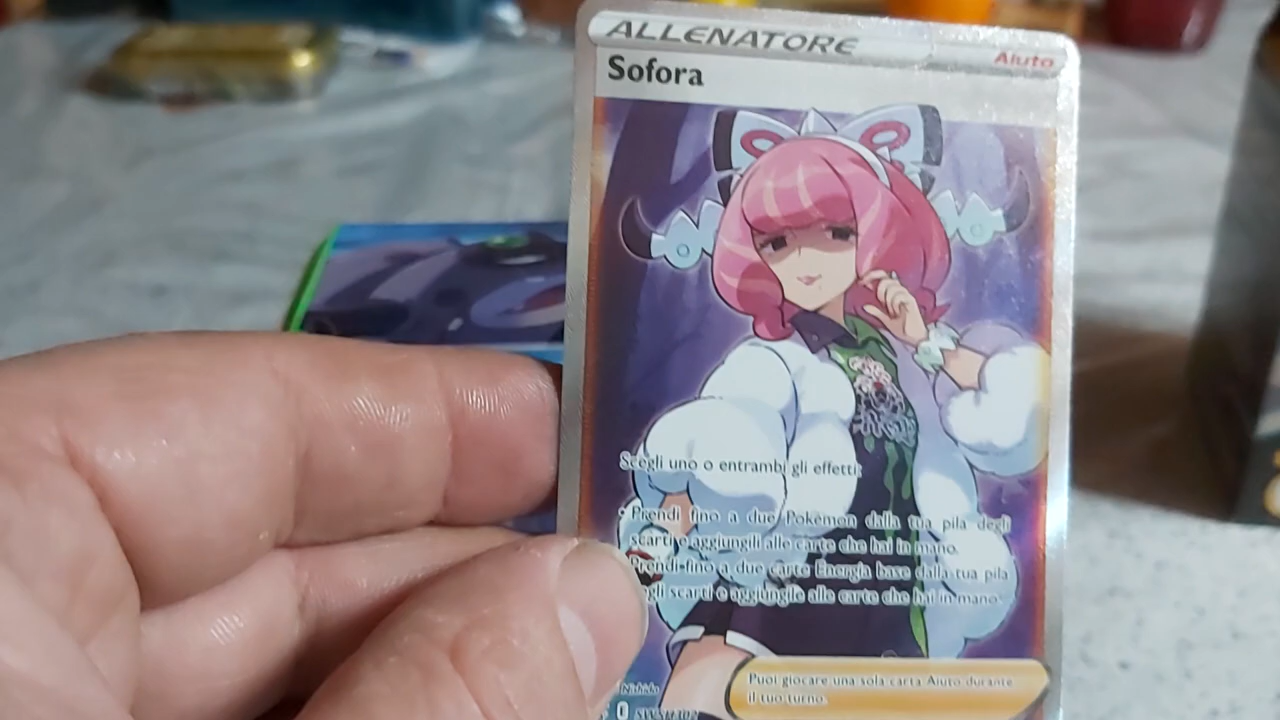 ALLENATORE
Aiuto
Sofora
Scegli uno o entrambi gli effetti:
• Prendi fino a due Pokémon dalla tua pila degli
scarti e aggiungili alle carte che hai in mano.
Prendi fino a due carte Energia base dalla tua pila
scarti e aggiungile alle carte che hai in mano.
Puoi giocare una sola carta Aiuto durante
il tuo turno.
Nishida